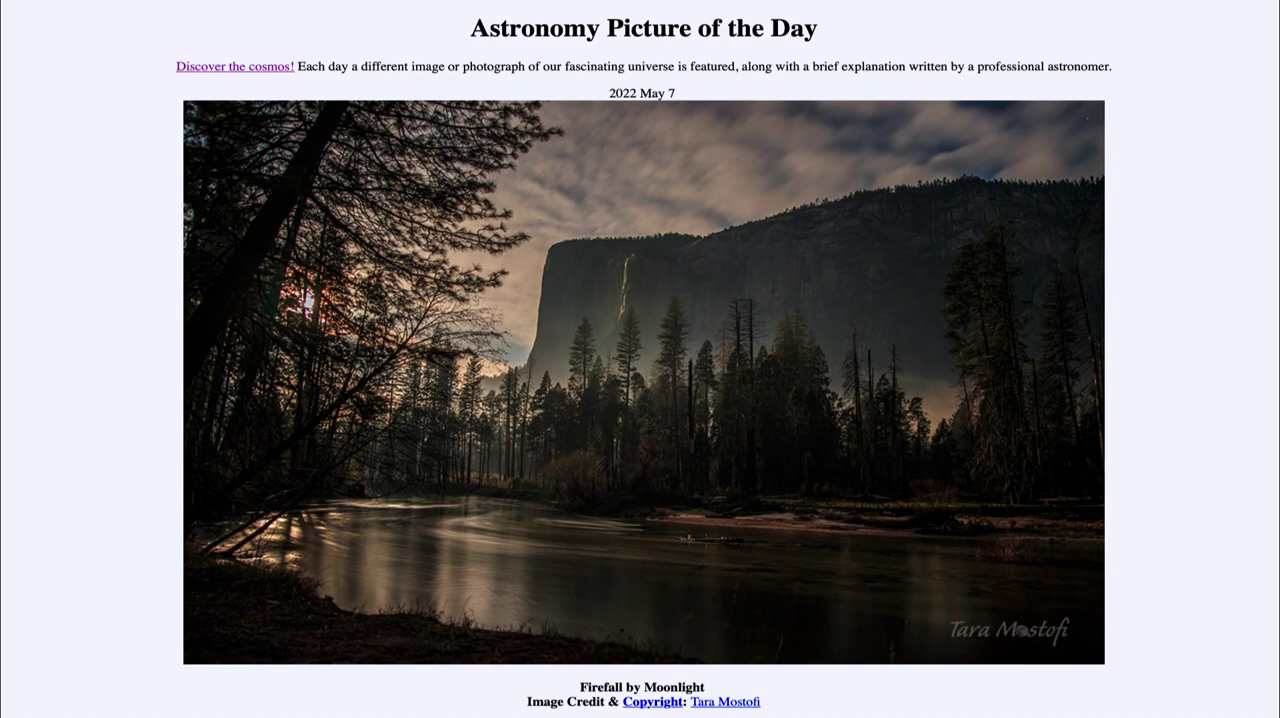 Astronomy Picture of the Day
Discover the cosmos! Each day a different image or photograph of our fascinating universe is featured, along with a brief explanation written by a professional astronomer.
2022 May 7
Tara Mostofi
Firefall by Moonlight
Image Credit & Copyright: Tara Mostofi